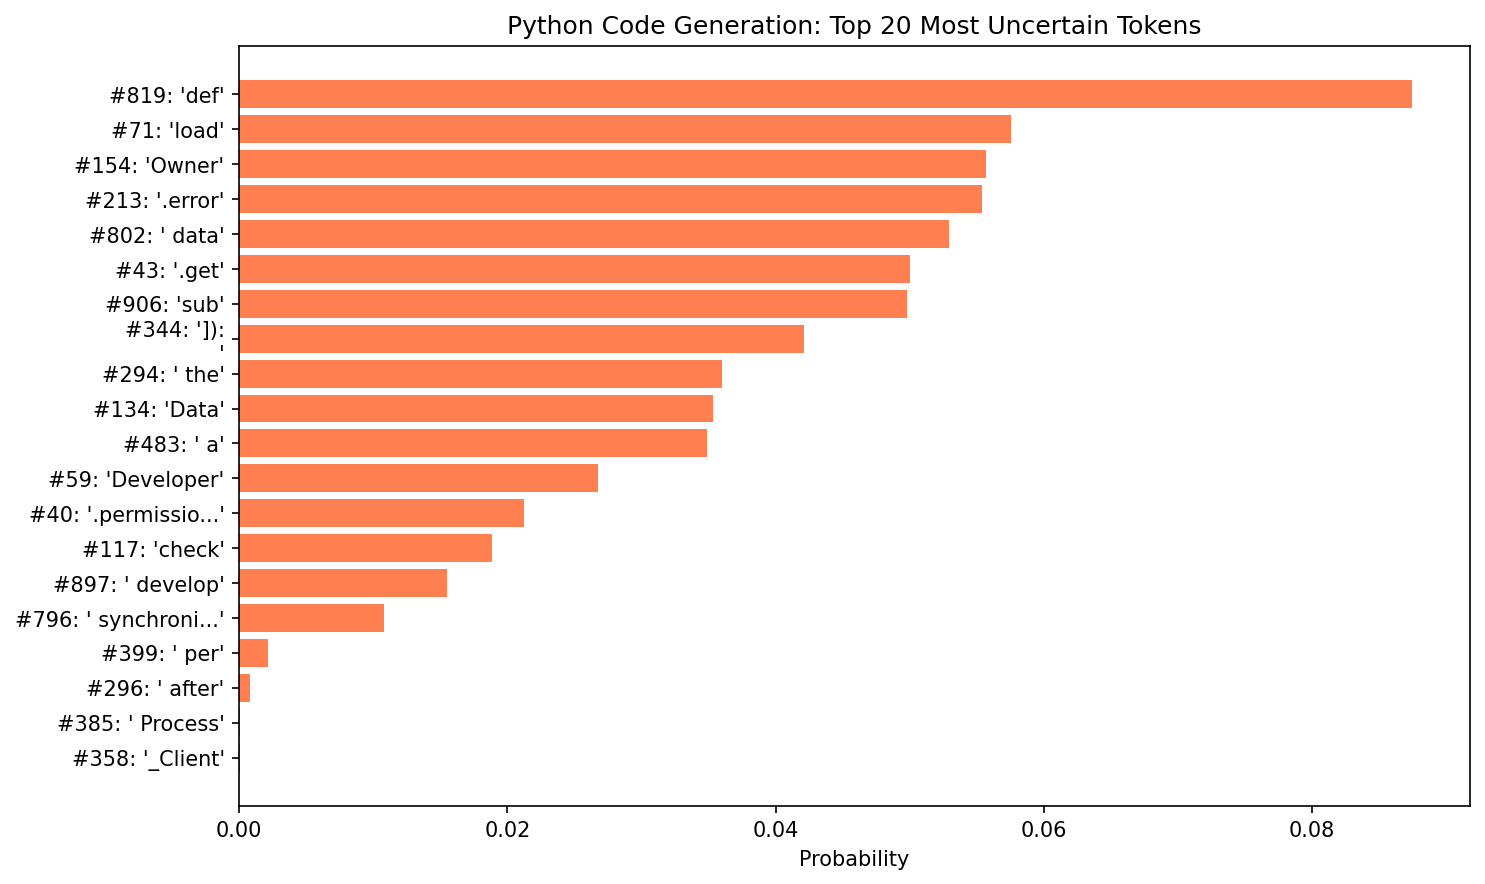 Python Code Generation: Top 20 Most Uncertain Tokens
#819: 'def'
#71: 'load'
#154: 'Owner'
#213: '.error'
#802: ' data'
#43: '.get'
#906: 'sub'
#344: ']):
'
#294: ' the'
#134: 'Data'
#483: ' a'
#59: 'Developer'
#40: '.permissio...'
#117: 'check'
#897: ' develop'
#796: ' synchroni...'
#399: ' per'
#296: ' after'
#385: ' Process'
#358: '_Client'
0.00 0.02 0.04 0.06 0.08
Probability